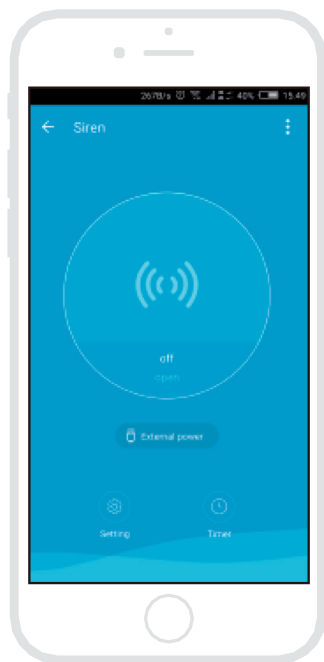 267B/s 40% 15:49
Siren
off
open
External power
Setting Timer